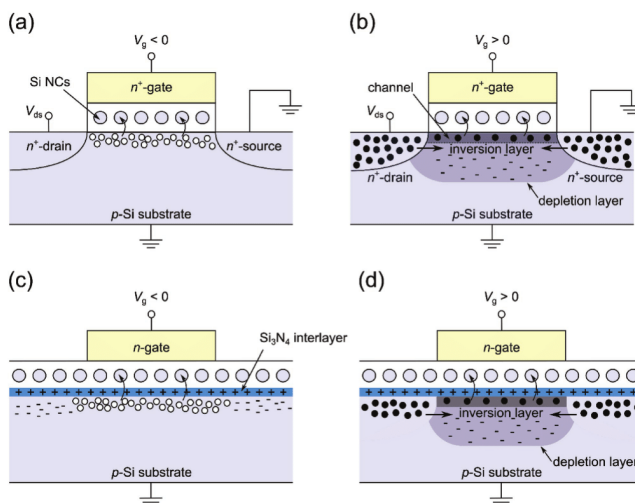 (a)
Vg < 0
Si NCs
n+-gate
Vds
n+-drain
n+-source
p-Si substrate
(b)
Vg > 0
n+-gate
channel
Vds
inversion layer
n+-drain
n+-source
depletion layer
p-Si substrate
(c)
Vg < 0
n-gate
Si3N4 interlayer
+ + + + + + + + + + + + + + + + + + + +
p-Si substrate
(d)
Vg > 0
n-gate
+ + + + + + + + + + + + + + + + + + + +
inversion layer
depletion layer
p-Si substrate